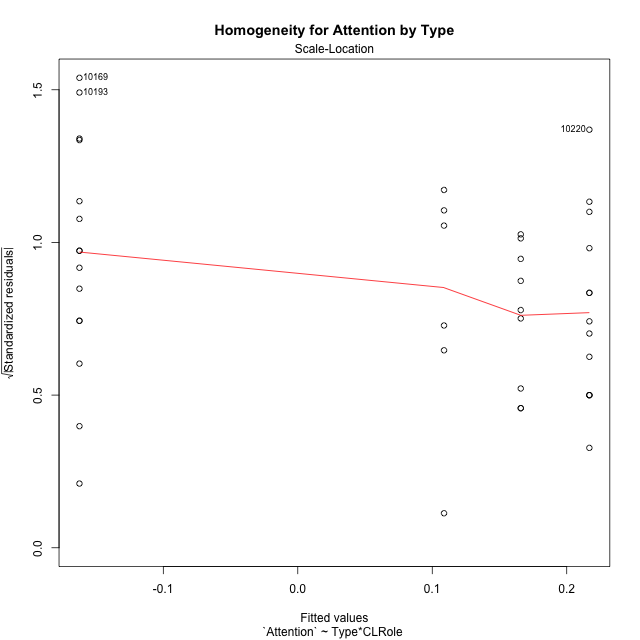 Homogeneity for Attention by Type
Scale-Location
10169
10193
10220
1.5
1.0
0.5
0.0
√|Standardized residuals|
-0.1
0.0
0.1
0.2
Fitted values
`Attention` ~ Type*CLRole